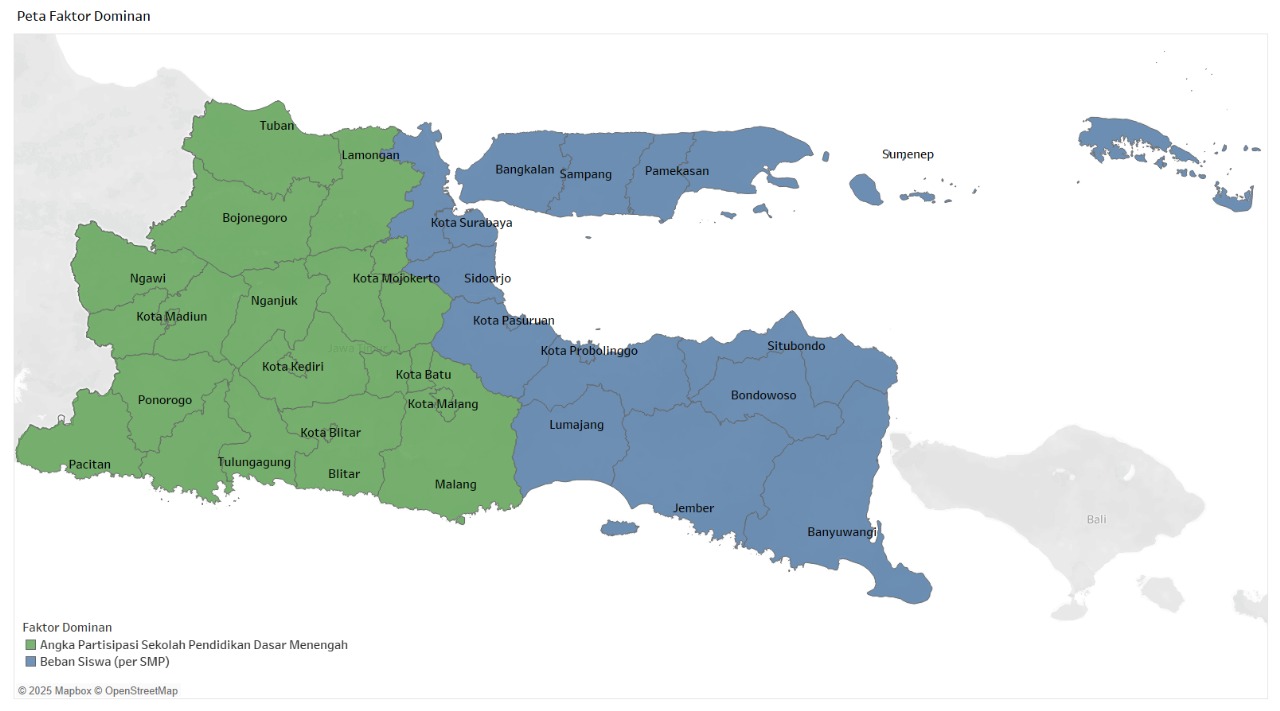 Peta Faktor Dominan
Tuban
Lamongan
Sumenep
Bangkalan
Sampang
Pamekasan
Bojonegoro
Kota Surabaya
Ngawi
Kota Mojokerto
Sidoarjo
Nganjuk
Kota Madiun
Kota Pasuruan
Jawa Timur
Kota Probolinggo
Situbondo
Kota Kediri
Kota Batu
Ponorogo
Kota Malang
Bondowoso
Lumajang
Kota Blitar
Pacitan
Tulungagung
Blitar
Malang
Jember
Bali
Banyuwangi
Faktor Dominan
Angka Partisipasi Sekolah Pendidikan Dasar Menengah
Beban Siswa (per SMP)
© 2025 Mapbox © OpenStreetMap